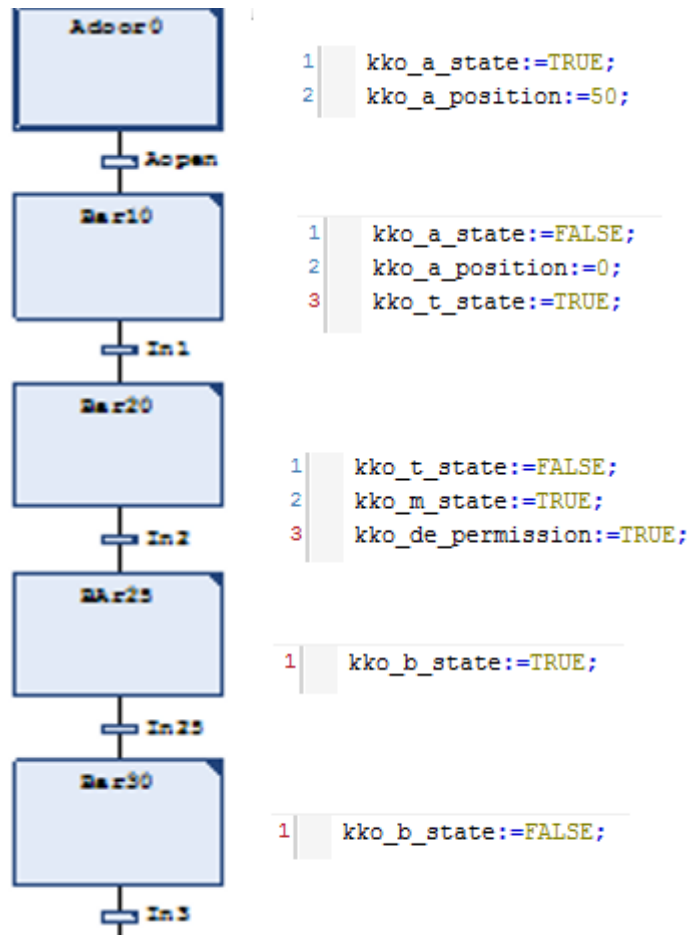 Adoor0
1 kko_a_state:=TRUE;
2 kko_a_position:=50;
Aopen
Bar10
1 kko_a_state:=FALSE;
2 kko_a_position:=0;
3 kko_t_state:=TRUE;
In1
Bar20
1 kko_t_state:=FALSE;
2 kko_m_state:=TRUE;
3 kko_de_permission:=TRUE;
In2
BAr25
1 kko_b_state:=TRUE;
In25
Bar30
1 kko_b_state:=FALSE;
In3